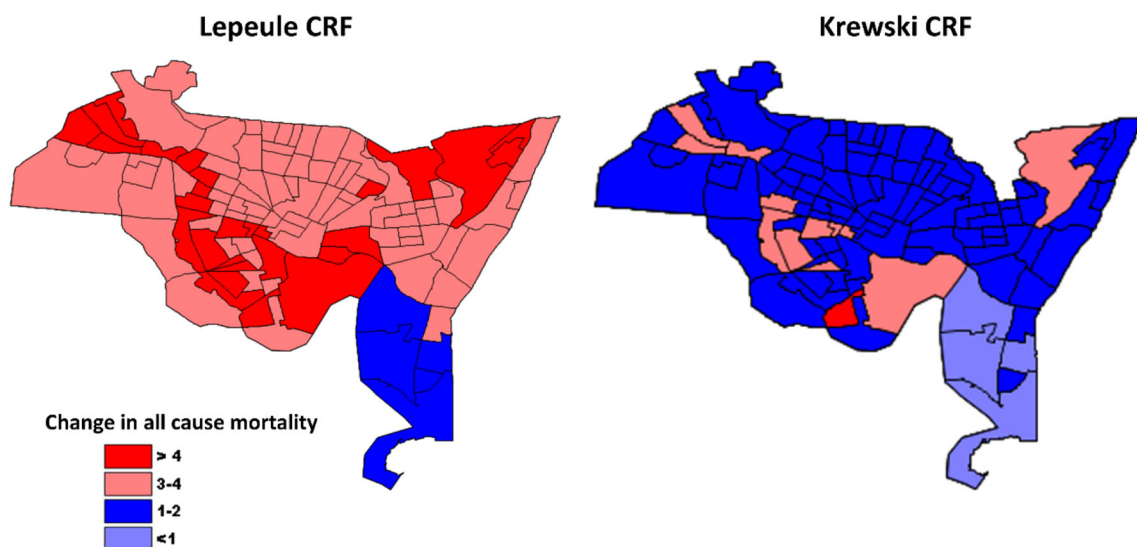 Lepeule CRF
Krewski CRF
Change in all cause mortality
> 4
3-4
1-2
<1